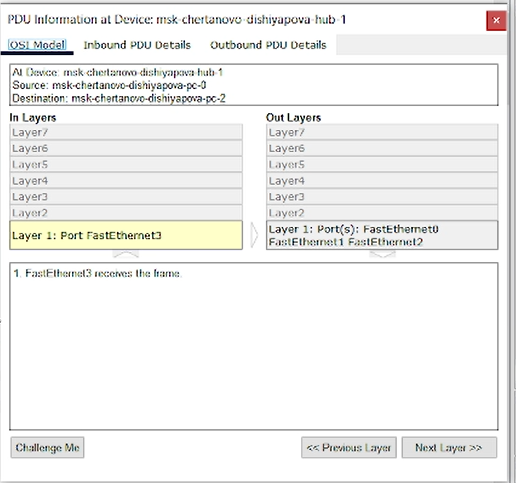 PDU Information at Device: msk-chertanovo-dishiyapova-hub-1
OSI Model Inbound PDU Details Outbound PDU Details
At Device: msk-chertanovo-dishiyapova-hub-1
Source: msk-chertanovo-dishiyapova-pc-0
Destination: msk-chertanovo-dishiyapova-pc-2
In Layers
Layer7
Layer6
Layer5
Layer4
Layer3
Layer2
Layer 1: Port FastEthernet3
Out Layers
Layer7
Layer6
Layer5
Layer4
Layer3
Layer2
Layer 1: Port(s): FastEthernet0
FastEthernet1 FastEthernet2
1. FastEthernet3 receives the frame.
Challenge Me << Previous Layer Next Layer >>